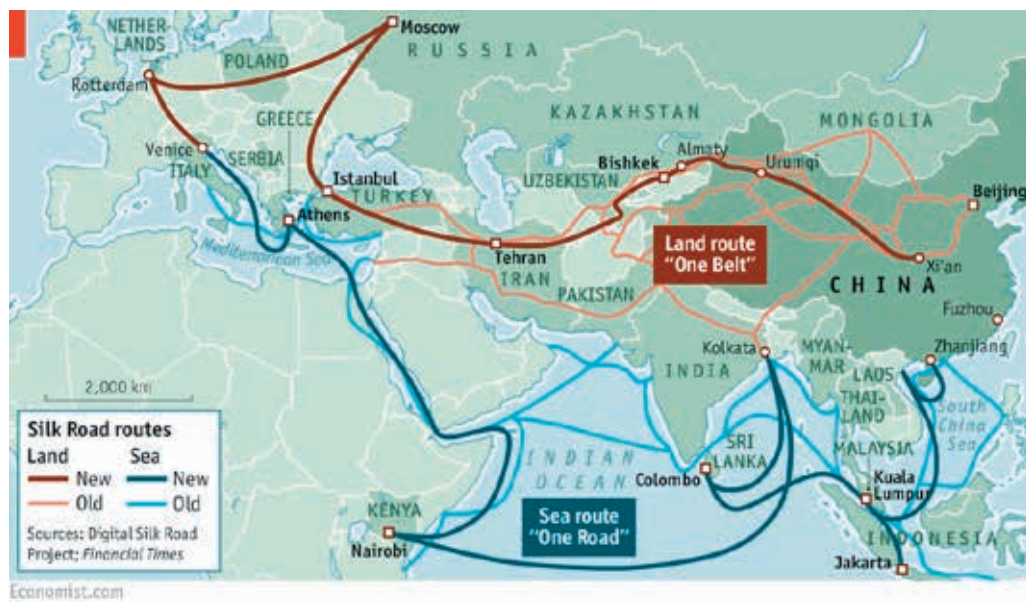 NETHER-
LANDS
Moscow
RUSSIA
POLAND
Rotterdam
KAZAKHSTAN
GREECE
MONGOLIA
Venice
ITALY
SERBIA
Almaty
Bishkek
Urumqi
UZBEKISTAN
Istanbul
TURKEY
Beijing
Athens
Mediterranean Sea
Land route
"One Belt"
Tehran
IRAN
Xi'an
CHINA
PAKISTAN
Fuzhou
Kolkata
MYAN-
MAR
Zhanjiang
INDIA
LAOS
2,000 km
THAI-
LAND
South
China
Sea
Silk Road routes
Land Sea
New New
Old Old
Sources: Digital Silk Road
Project; Financial Times
INDIAN
OCEAN
SRI
LANKA
MALAYSIA
Colombo
Kuala
Lumpur
KENYA
Sea route
"One Road"
Nairobi
INDONESIA
Jakarta
Economist.com